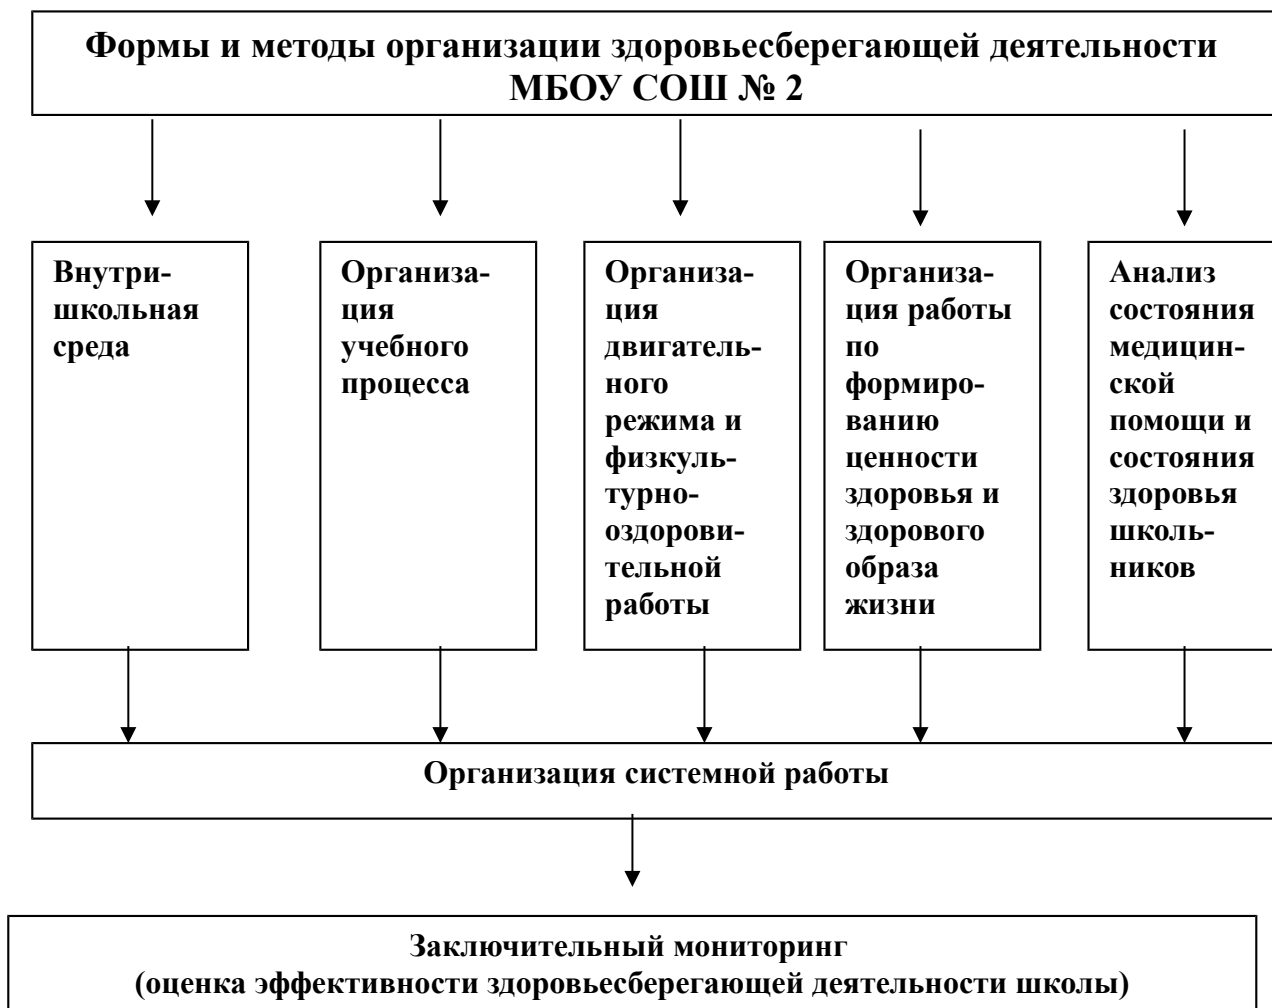 Формы и методы организации здоровьесберегающей деятельности
МБОУ СОШ № 2
Внутри-
школьная
среда
Организа-
ция
учебного
процесса
Организа-
ция
двигатель-
ного
режима и
физкуль-
турно-
оздорови-
тельной
работы
Организа-
ция работы
по
формиро-
ванию
ценности
здоровья и
здорового
образа
жизни
Анализ
состояния
медицин-
ской
помощи и
состояния
здоровья
школь-
ников
Организация системной работы
Заключительный мониторинг
(оценка эффективности здоровьесберегающей деятельности школы)